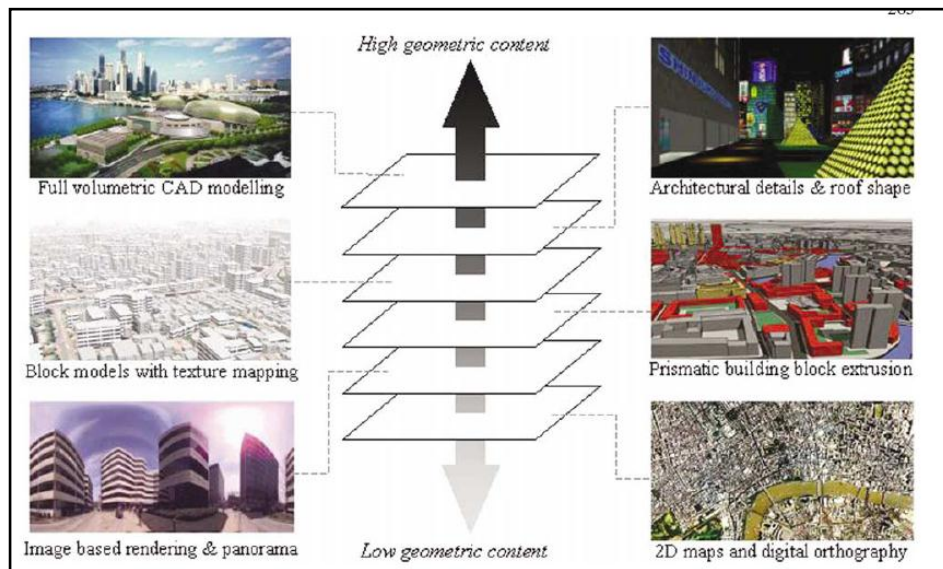 High geometric content
Full volumetric CAD modelling
Architectural details & roof shape
Block models with texture mapping
Prismatic building block extrusion
Image based rendering & panorama
Low geometric content
2D maps and digital orthography